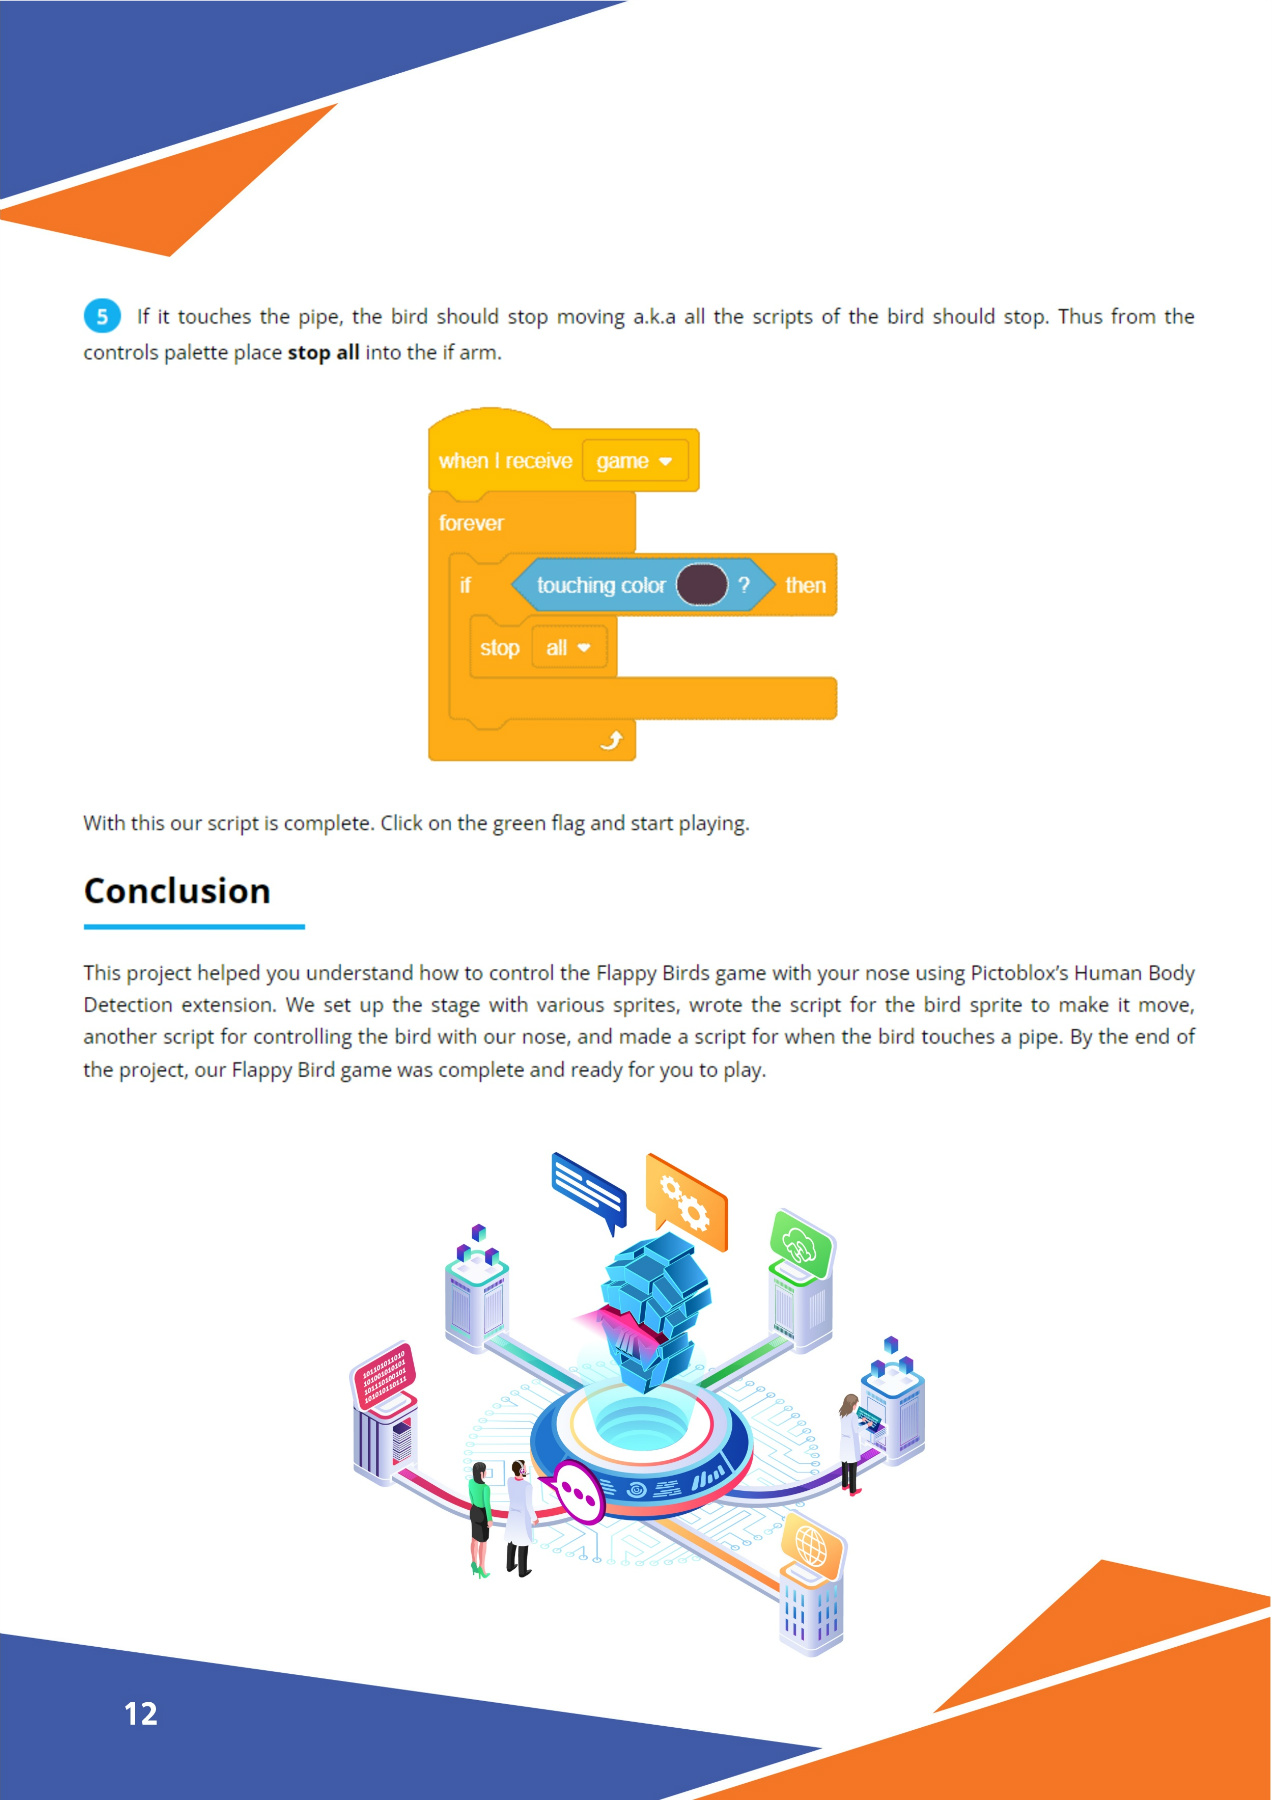 5 If it touches the pipe, the bird should stop moving a.k.a all the scripts of the bird should stop. Thus from the
controls palette place stop all into the if arm.
when I receive game
forever
if touching color ? then
stop all
With this our script is complete. Click on the green flag and start playing.
Conclusion
This project helped you understand how to control the Flappy Birds game with your nose using Pictoblox’s Human Body
Detection extension. We set up the stage with various sprites, wrote the script for the bird sprite to make it move,
another script for controlling the bird with our nose, and made a script for when the bird touches a pipe. By the end of
the project, our Flappy Bird game was complete and ready for you to play.
101101011010
101001010101
101110100101
101010110111
12